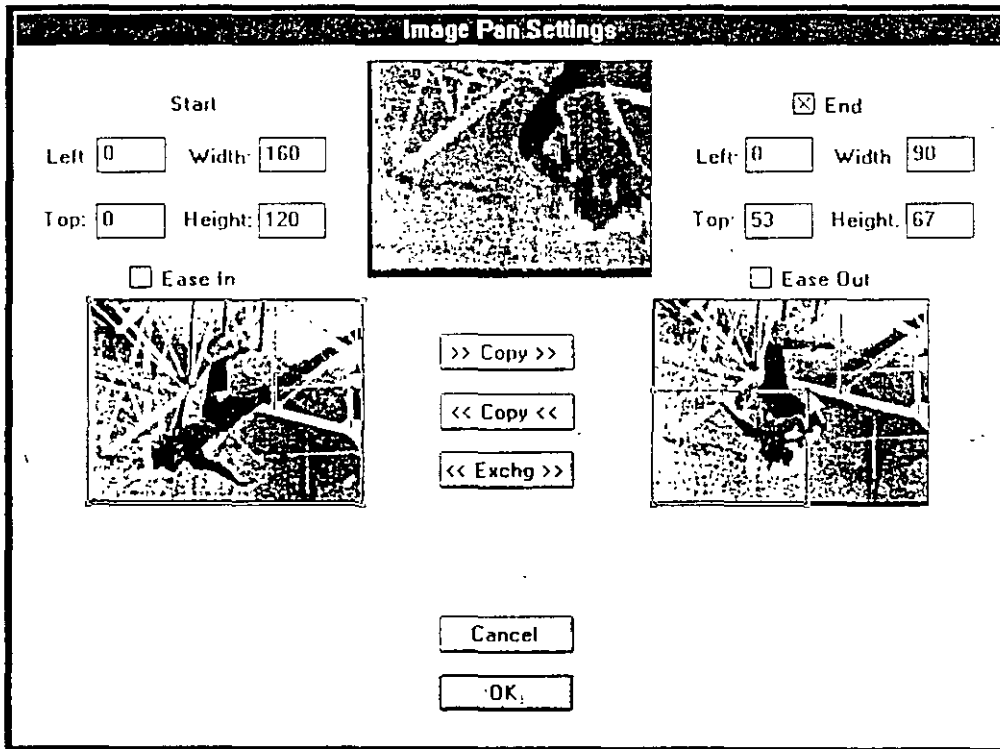 Image Pan Settings
Start
Left 0 Width: 160
Top: 0 Height: 120
Ease In
End
Left: 0 Width 90
Top: 53 Height. 67
Ease Out
>> Copy >>
<< Copy <<
<< Exchg >>
Cancel
OK